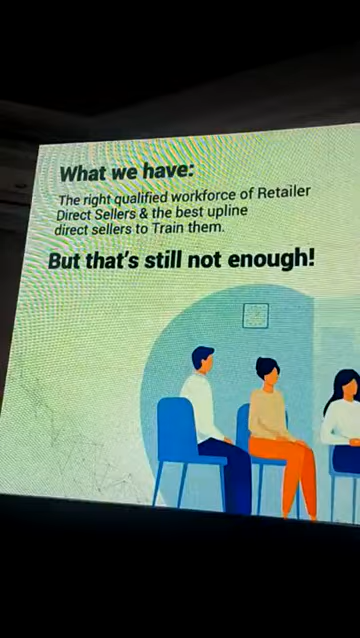 What we have:
The right qualified workforce of Retailer
Direct Sellers & the best upline
direct sellers to Train them.
But that's still not enough!